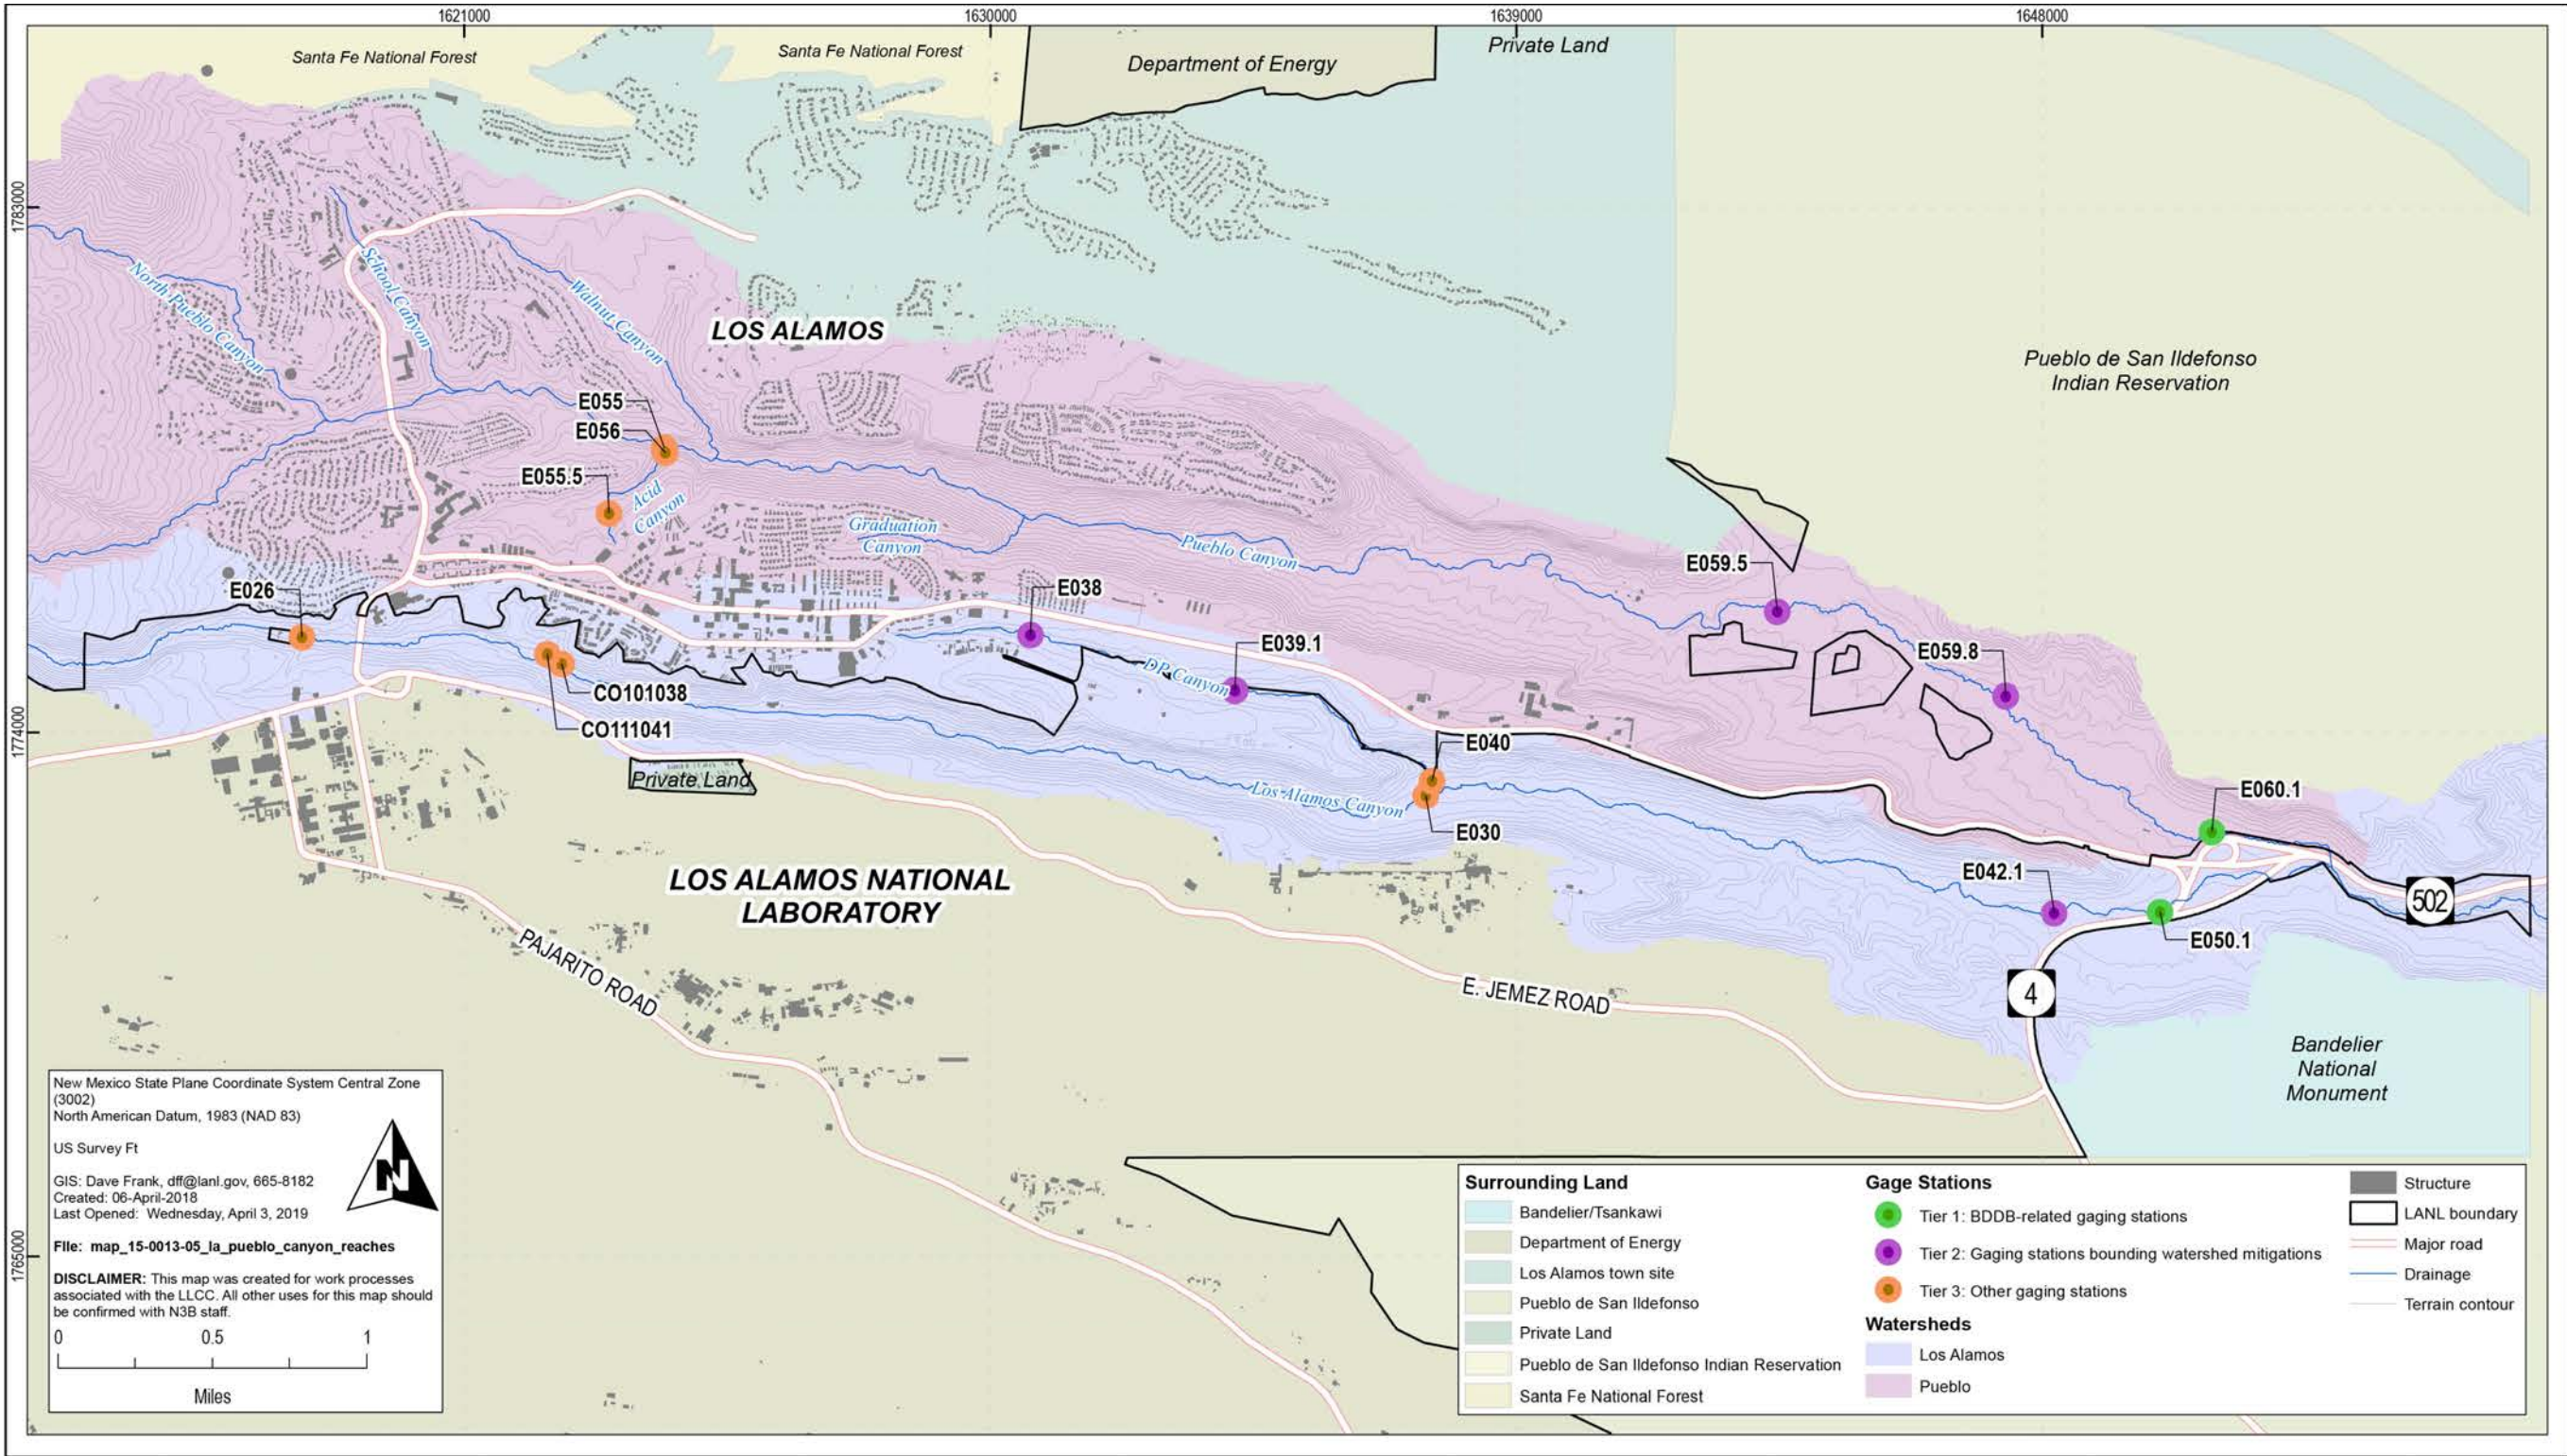 1621000
1630000
1639000
1648000
1783000
1774000
1765000
Santa Fe National Forest
Santa Fe National Forest
Department of Energy
Private Land
Pueblo de San Ildefonso
Indian Reservation
LOS ALAMOS
North Pueblo Canyon
School Canyon
Walnut Canyon
Acid
Canyon
Graduation
Canyon
Pueblo Canyon
DP Canyon
Los Alamos Canyon
E055
E056
E055.5
E026
E038
E039.1
E059.5
E059.8
CO101038
CO111041
E040
E030
E060.1
E042.1
E050.1
Private Land
LOS ALAMOS NATIONAL
LABORATORY
PAJARITO ROAD
E. JEMEZ ROAD
502
4
Bandelier
National
Monument
New Mexico State Plane Coordinate System Central Zone
(3002)
North American Datum, 1983 (NAD 83)
US Survey Ft
GIS: Dave Frank, dff@lanl.gov, 665-8182
Created: 06-April-2018
Last Opened: Wednesday, April 3, 2019
File: map_15-0013-05_la_pueblo_canyon_reaches
DISCLAIMER: This map was created for work processes
associated with the LLCC. All other uses for this map should
be confirmed with N3B staff.
N
0 0.5 1
Miles
Surrounding Land
Bandelier/Tsankawi
Department of Energy
Los Alamos town site
Pueblo de San Ildefonso
Private Land
Pueblo de San Ildefonso Indian Reservation
Santa Fe National Forest
Gage Stations
Tier 1: BDDB-related gaging stations
Tier 2: Gaging stations bounding watershed mitigations
Tier 3: Other gaging stations
Watersheds
Los Alamos
Pueblo
Structure
LANL boundary
Major road
Drainage
Terrain contour